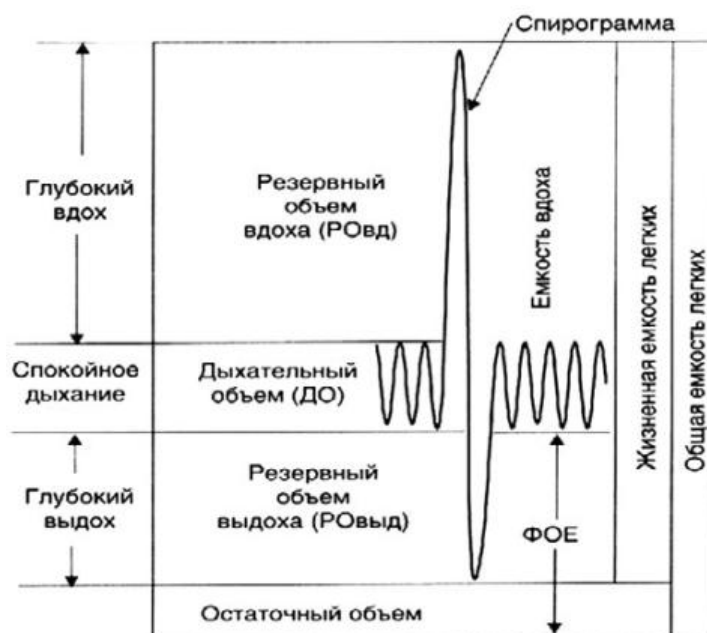 Спирограмма
Глубокий
вдох
Резервный
объем
вдоха (РОвд)
Емкость вдоха
Жизненная емкость легких
Общая емкость легких
Спокойное
дыхание
Дыхательный
объем (ДО)
Глубокий
выдох
Резервный
объем
выдоха (РОвыд)
ФОЕ
Остаточный объем